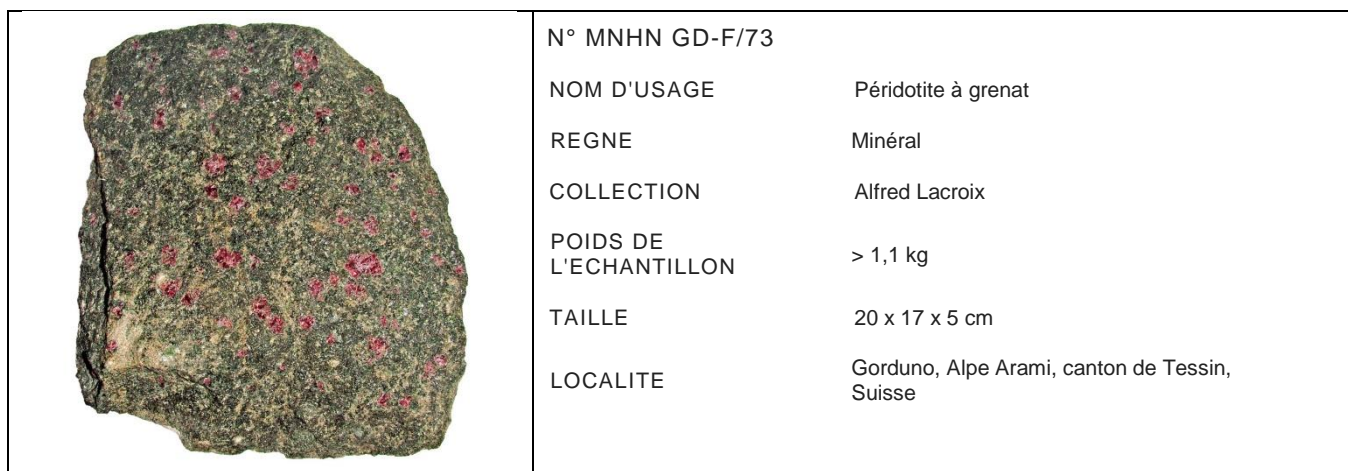 N° MNHN GD-F/73
NOM D'USAGE Péridotite à grenat
REGNE Minéral
COLLECTION Alfred Lacroix
POIDS DE
L'ECHANTILLON > 1,1 kg
TAILLE 20 x 17 x 5 cm
LOCALITE Gorduno, Alpe Arami, canton de Tessin,
Suisse